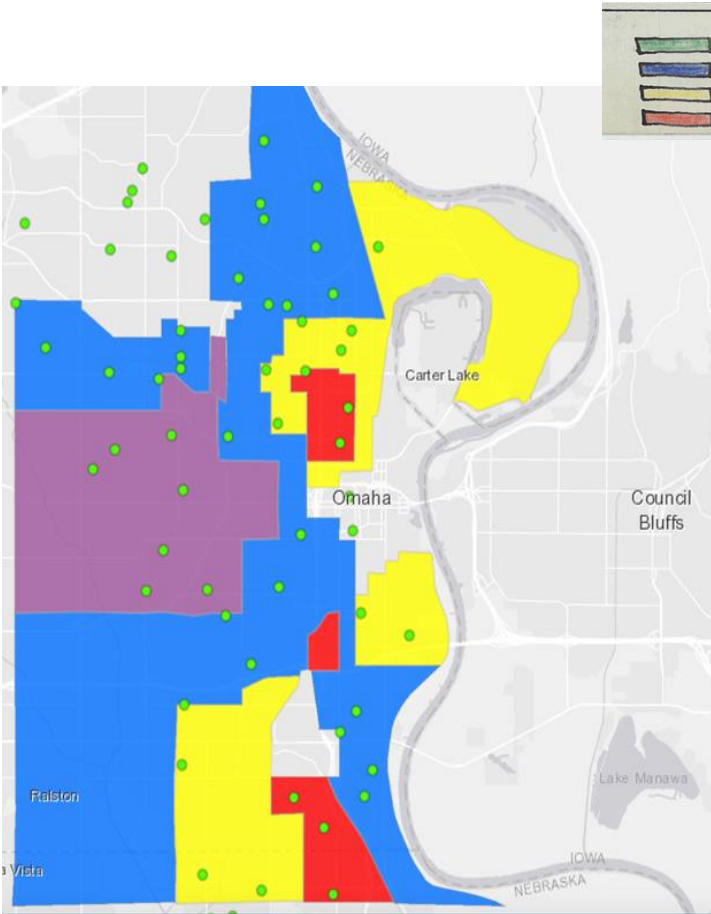 IOWA
NEBRASKA
Carter Lake
Omaha
Council
Bluffs
Lake Manawa
Ralston
a Vista
IOWA
NEBRASKA